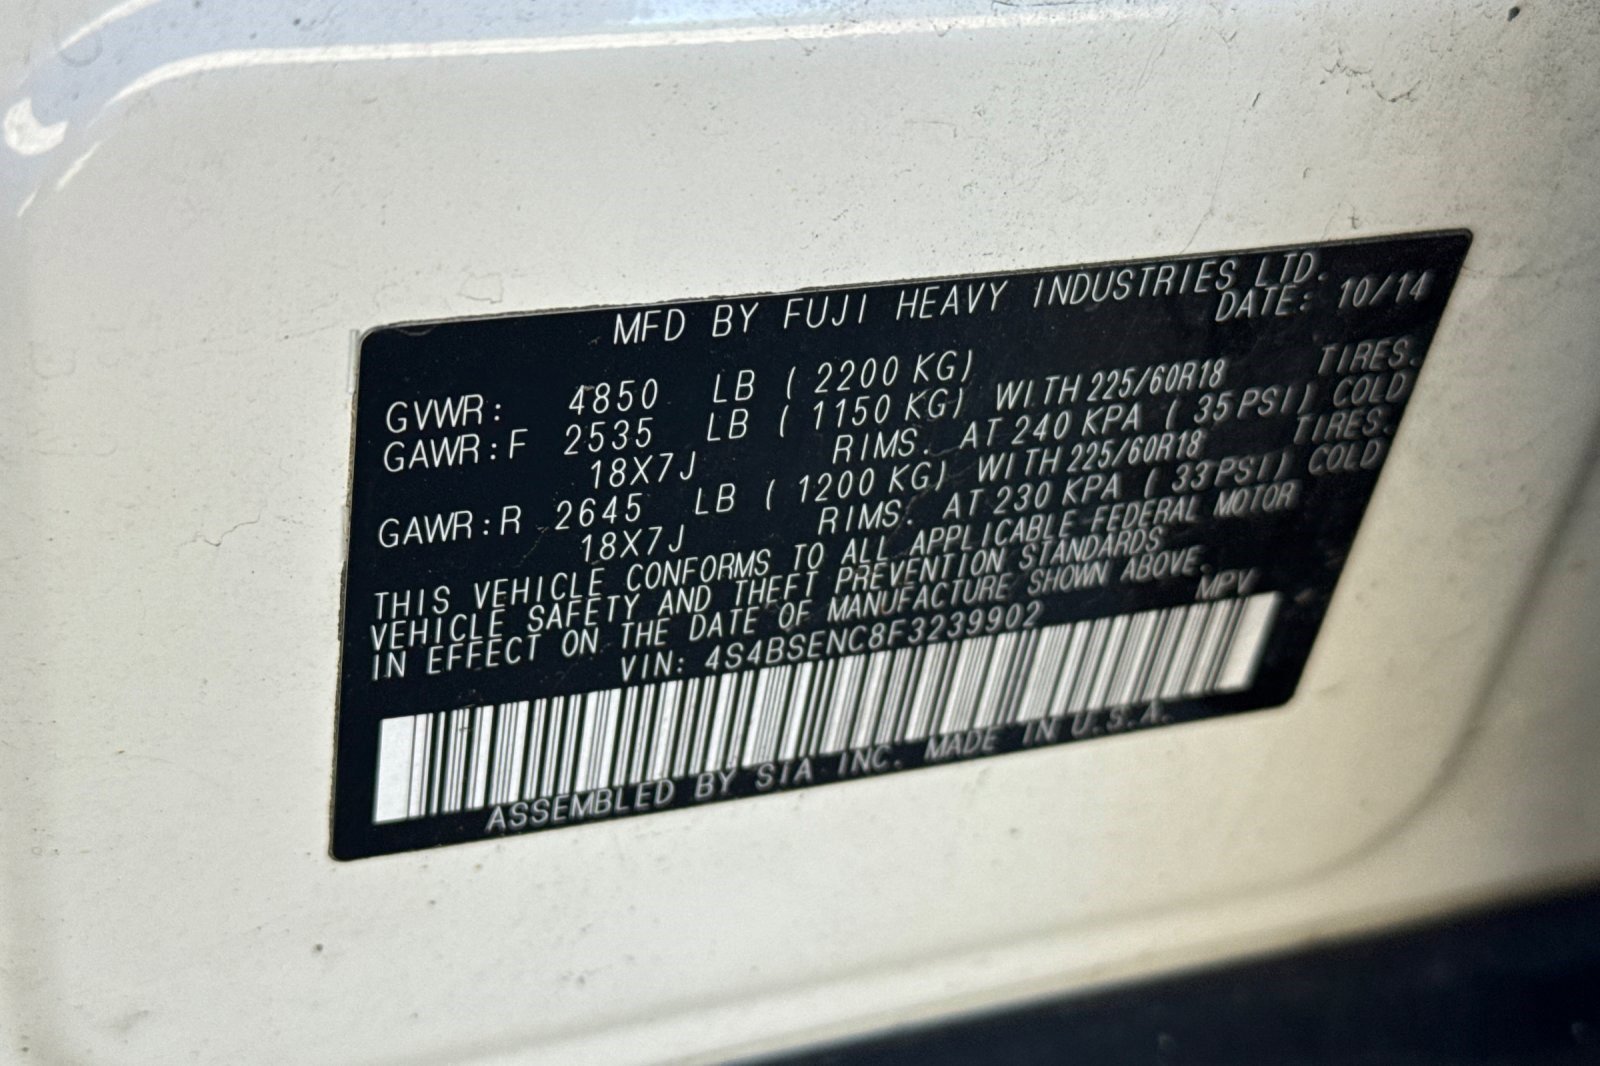 MFD BY FUJI HEAVY INDUSTRIES LTD.
DATE: 10/14
GVWR: 4850 LB ( 2200 KG)
GAWR:F 2535 LB ( 1150 KG) WITH 225/60R18 TIRES.
18X7J RIMS. AT 240 KPA ( 35 PSI) COLD
GAWR:R 2645 LB ( 1200 KG) WITH 225/60R18 TIRES.
18X7J RIMS. AT 230 KPA ( 33 PSI) COLD
THIS VEHICLE CONFORMS TO ALL APPLICABLE FEDERAL MOTOR
VEHICLE SAFETY AND THEFT PREVENTION STANDARDS
IN EFFECT ON THE DATE OF MANUFACTURE SHOWN ABOVE.
VIN: 4S4BSENC8F3239902 MPV
ASSEMBLED BY SIA INC. MADE IN U.S.A.